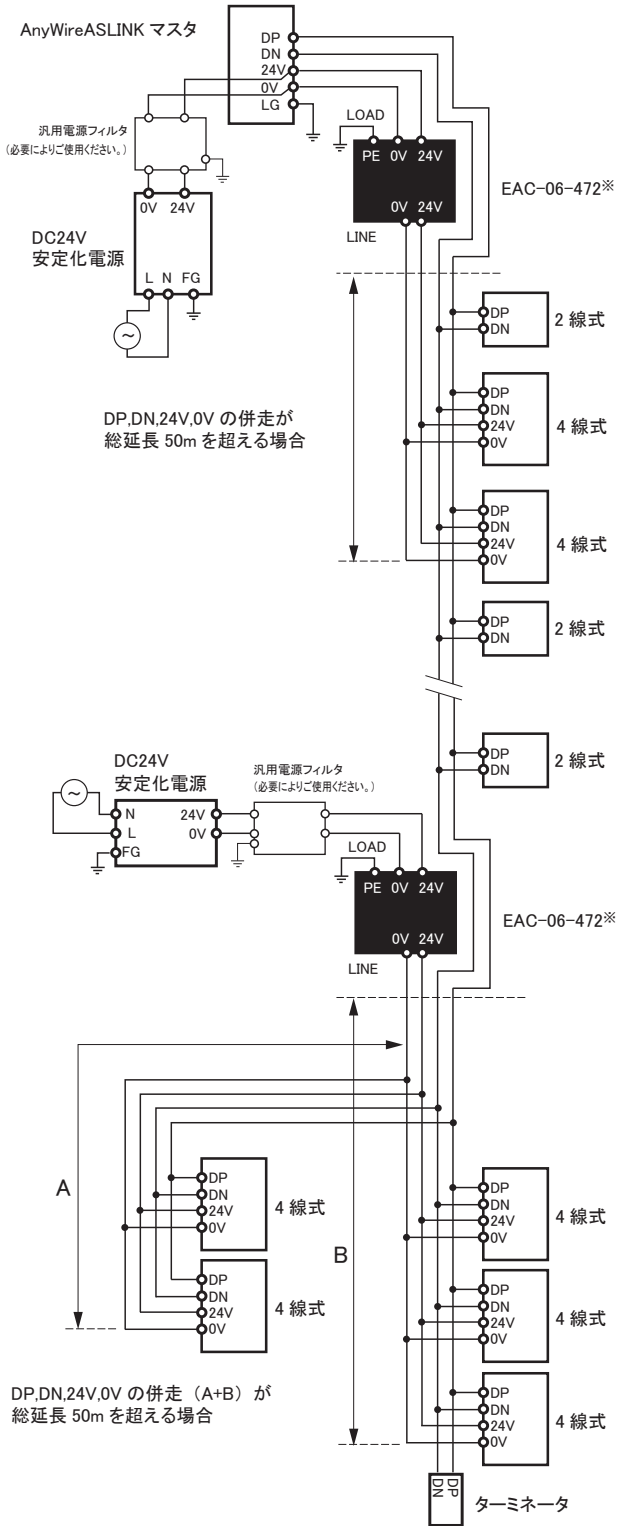 AnyWireASLINK マスタ
DP
DN
24V
0V
LG
汎用電源フィルタ
(必要によりご使用ください。)
0V 24V
DC24V
安定化電源
L N FG
~
LOAD
PE 0V 24V
0V 24V
LINE
EAC-06-472※
DP,DN,24V,0V の併走が
総延長 50m を超える場合
DP
DN
2 線式
DP
DN
24V
0V
4 線式
DP
DN
24V
0V
4 線式
DP
DN
2 線式
DP
DN
2 線式
DC24V
安定化電源
~
N
L
FG
24V
0V
汎用電源フィルタ
(必要によりご使用ください。)
LOAD
PE 0V 24V
0V 24V
LINE
EAC-06-472※
A
DP
DN
24V
0V
4 線式
DP
DN
24V
0V
4 線式
B
DP
DN
24V
0V
4 線式
DP
DN
24V
0V
4 線式
DP
DN
24V
0V
4 線式
DP,DN,24V,0V の併走（A+B）が
総延長 50m を超える場合
DP
DN
ターミネータ